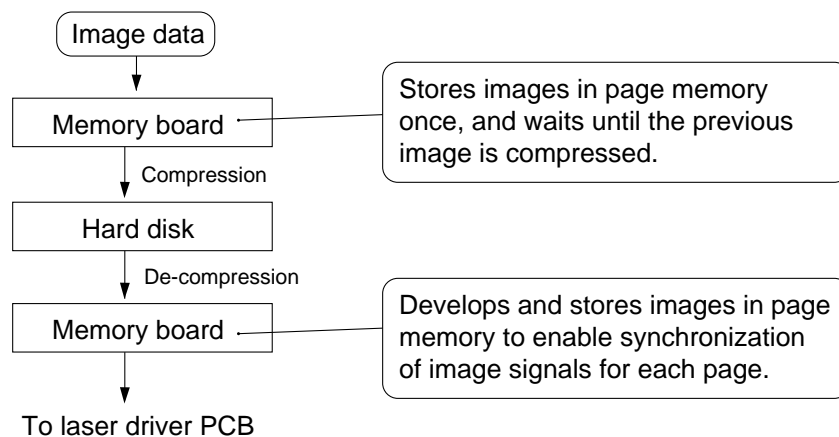 Image data
Memory board
Stores images in page memory
once, and waits until the previous
image is compressed.
Compression
Hard disk
De-compression
Memory board
Develops and stores images in page
memory to enable synchronization
of image signals for each page.
To laser driver PCB